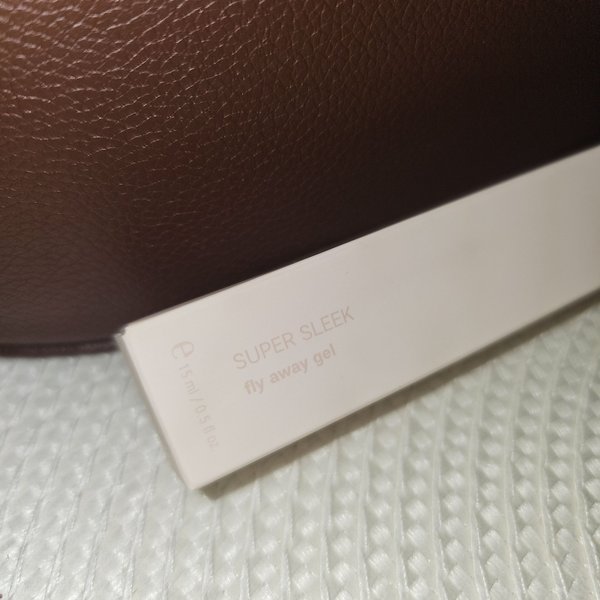 SUPER SLEEK
fly away gel
℮ 15 ml / 0.5 fl oz